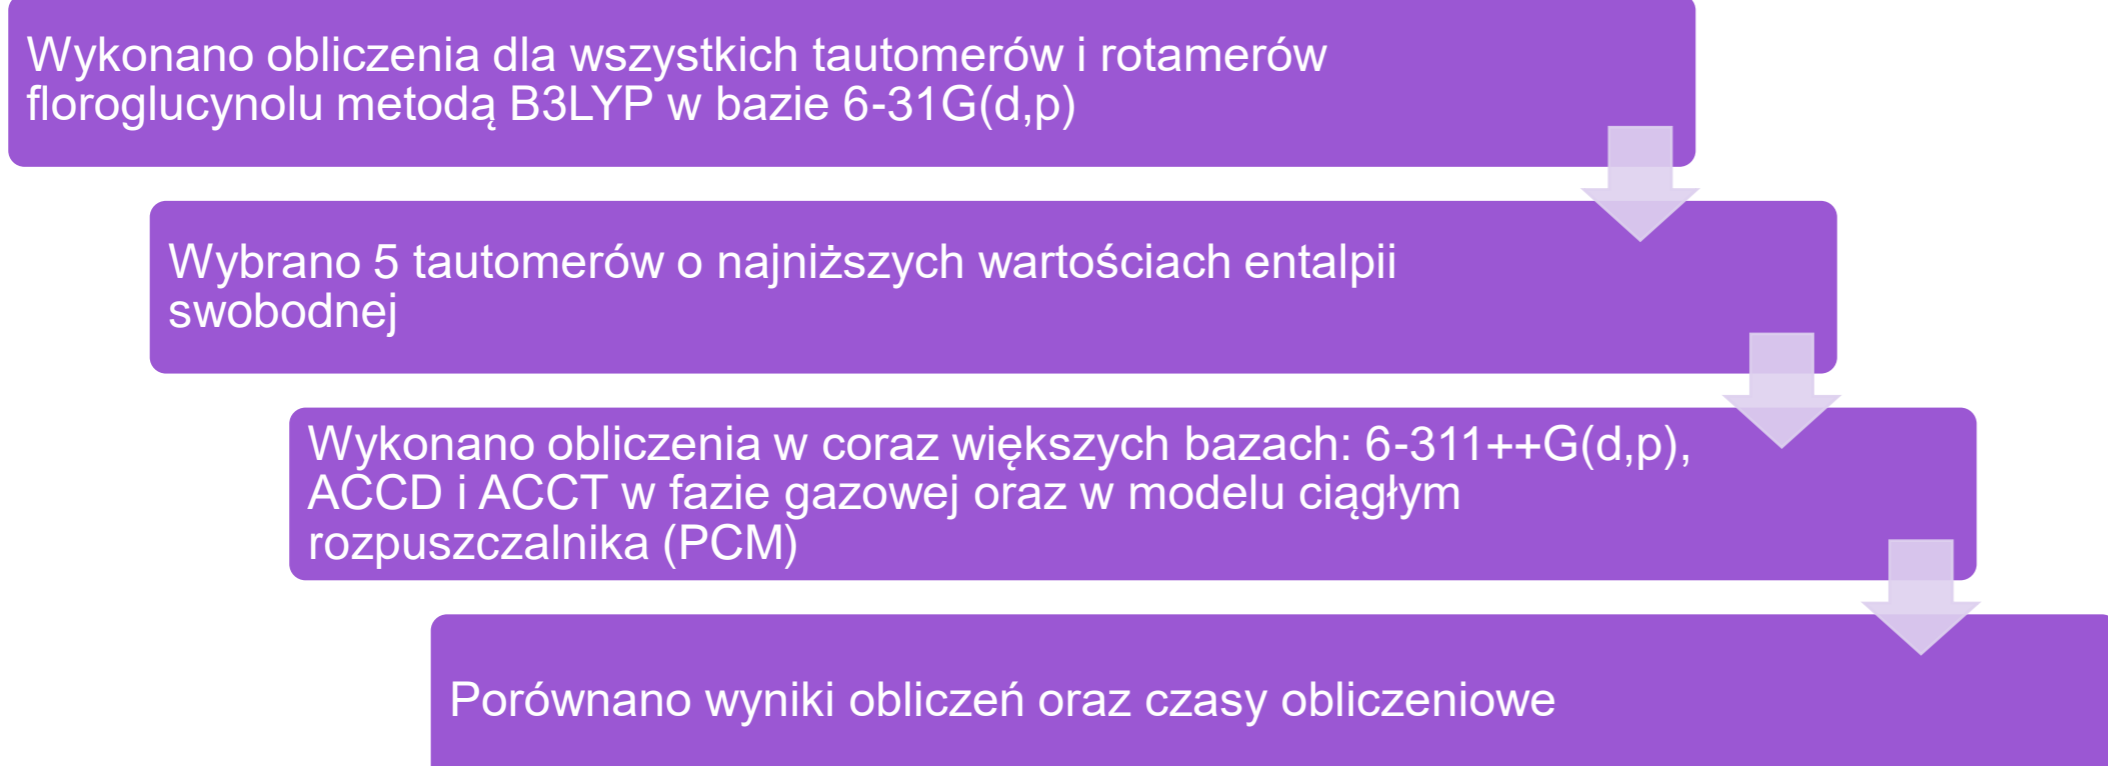 Wykonano obliczenia dla wszystkich tautomerów i rotamerów
floroglucynolu metodą B3LYP w bazie 6-31G(d,p)
Wybrano 5 tautomerów o najniższych wartościach entalpii
swobodnej
Wykonano obliczenia w coraz większych bazach: 6-311++G(d,p),
ACCD i ACCT w fazie gazowej oraz w modelu ciągłym
rozpuszczalnika (PCM)
Porównano wyniki obliczeń oraz czasy obliczeniowe